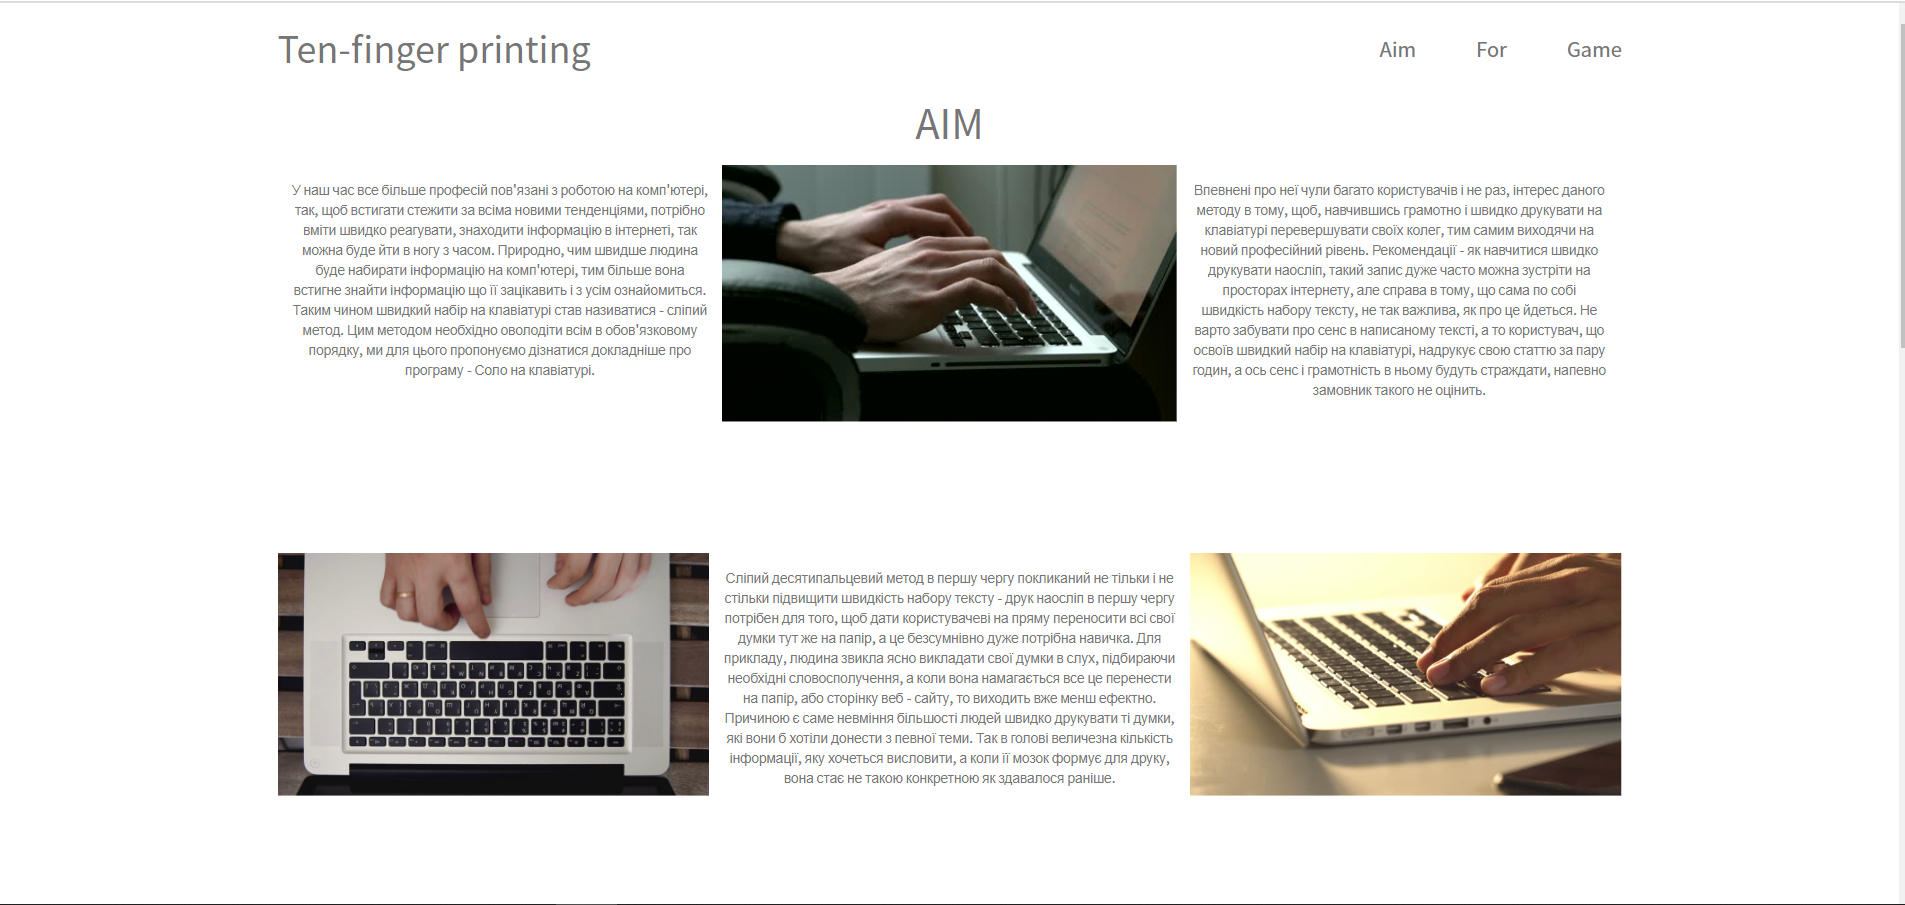 Ten-finger printing
Aim
For
Game
AIM
У наш час все більше професій пов'язані з роботою на комп'ютері,
так, щоб встигати стежити за всіма новими тенденціями, потрібно
вміти швидко реагувати, знаходити інформацію в інтернеті, так
можна буде йти в ногу з часом. Природно, чим швидше людина
буде набирати інформацію на комп'ютері, тим більше вона
встигне знайти інформацію що її зацікавить і з усім ознайомиться.
Таким чином швидкий набір на клавіатурі став називатися - сліпий
метод. Цим методом необхідно оволодіти всім в обов'язковому
порядку, ми для цього пропонуємо дізнатися докладніше про
програму - Соло на клавіатурі.
Впевнені про неї чули багато користувачів і не раз, інтерес даного
методу в тому, щоб, навчившись грамотно і швидко друкувати на
клавіатурі перевершувати своїх колег, тим самим виходячи на
новий професійний рівень. Рекомендації - як навчитися швидко
друкувати наосліп, такий запис дуже часто можна зустріти на
просторах інтернету, але справа в тому, що сама по собі
швидкість набору тексту, не так важлива, як про це йдеться. Не
варто забувати про сенс в написаному тексті, а то користувач, що
освоїв швидкий набір на клавіатурі, надрукує свою статтю за пару
годин, а ось сенс і грамотність в ньому будуть страждати, напевно
замовник такого не оцінить.
Сліпий десятипальцевий метод в першу чергу покликаний не тільки і не
стільки підвищити швидкість набору тексту - друк наосліп в першу чергу
потрібен для того, щоб дати користувачеві на пряму переносити всі свої
думки тут же на папір, а це безсумнівно дуже потрібна навичка. Для
прикладу, людина звикла ясно викладати свої думки в слух, підбираючи
необхідні словосполучення, а коли вона намагається все це перенести
на папір, або сторінку веб - сайту, то виходить вже менш ефектно.
Причиною є саме невміння більшості людей швидко друкувати ті думки,
які вони б хотіли донести з певної теми. Так в голові величезна кількість
інформації, яку хочеться висловити, а коли її мозок формує для друку,
вона стає не такою конкретною як здавалося раніше.